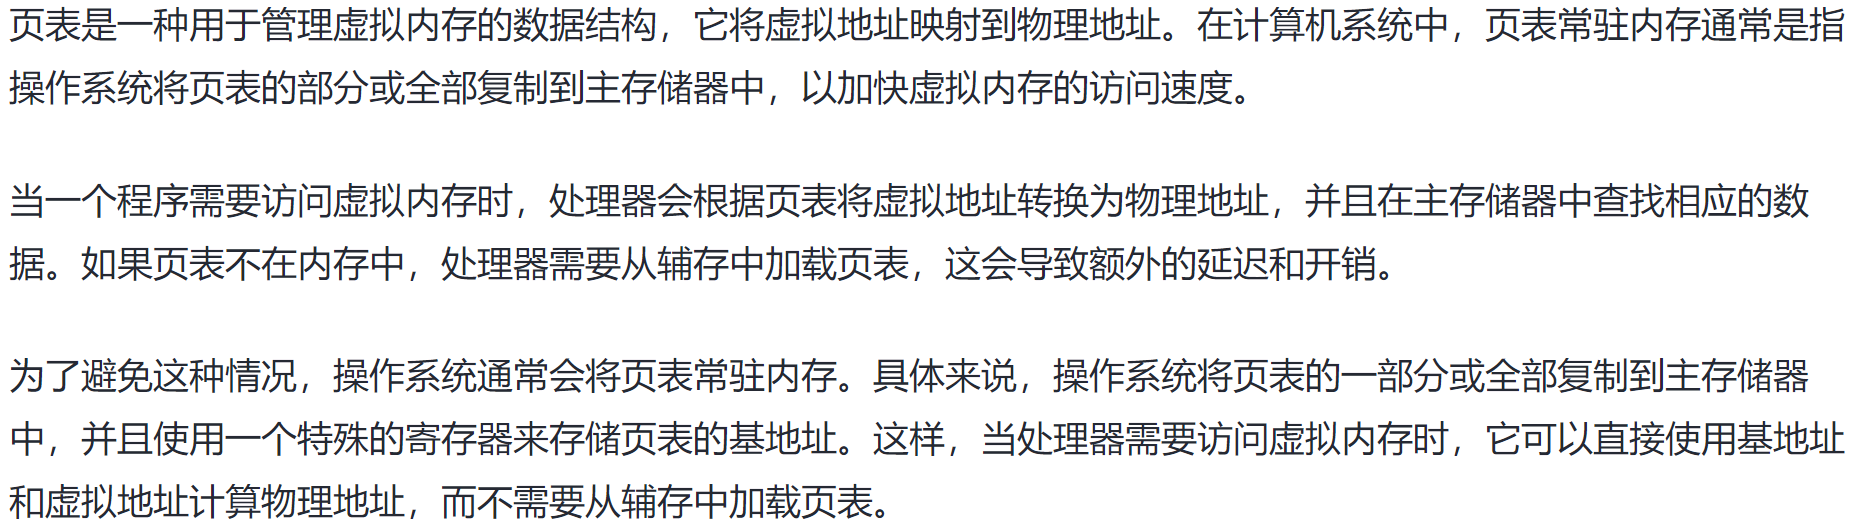 页表是一种用于管理虚拟内存的数据结构，它将虚拟地址映射到物理地址。在计算机系统中，页表常驻内存通常是指
操作系统将页表的部分或全部复制到主存储器中，以加快虚拟内存的访问速度。
当一个程序需要访问虚拟内存时，处理器会根据页表将虚拟地址转换为物理地址，并且在主存储器中查找相应的数
据。如果页表不在内存中，处理器需要从辅存中加载页表，这会导致额外的延迟和开销。
为了避免这种情况，操作系统通常会将页表常驻内存。具体来说，操作系统将页表的一部分或全部复制到主存储器
中，并且使用一个特殊的寄存器来存储页表的基地址。这样，当处理器需要访问虚拟内存时，它可以直接使用基地址
和虚拟地址计算物理地址，而不需要从辅存中加载页表。